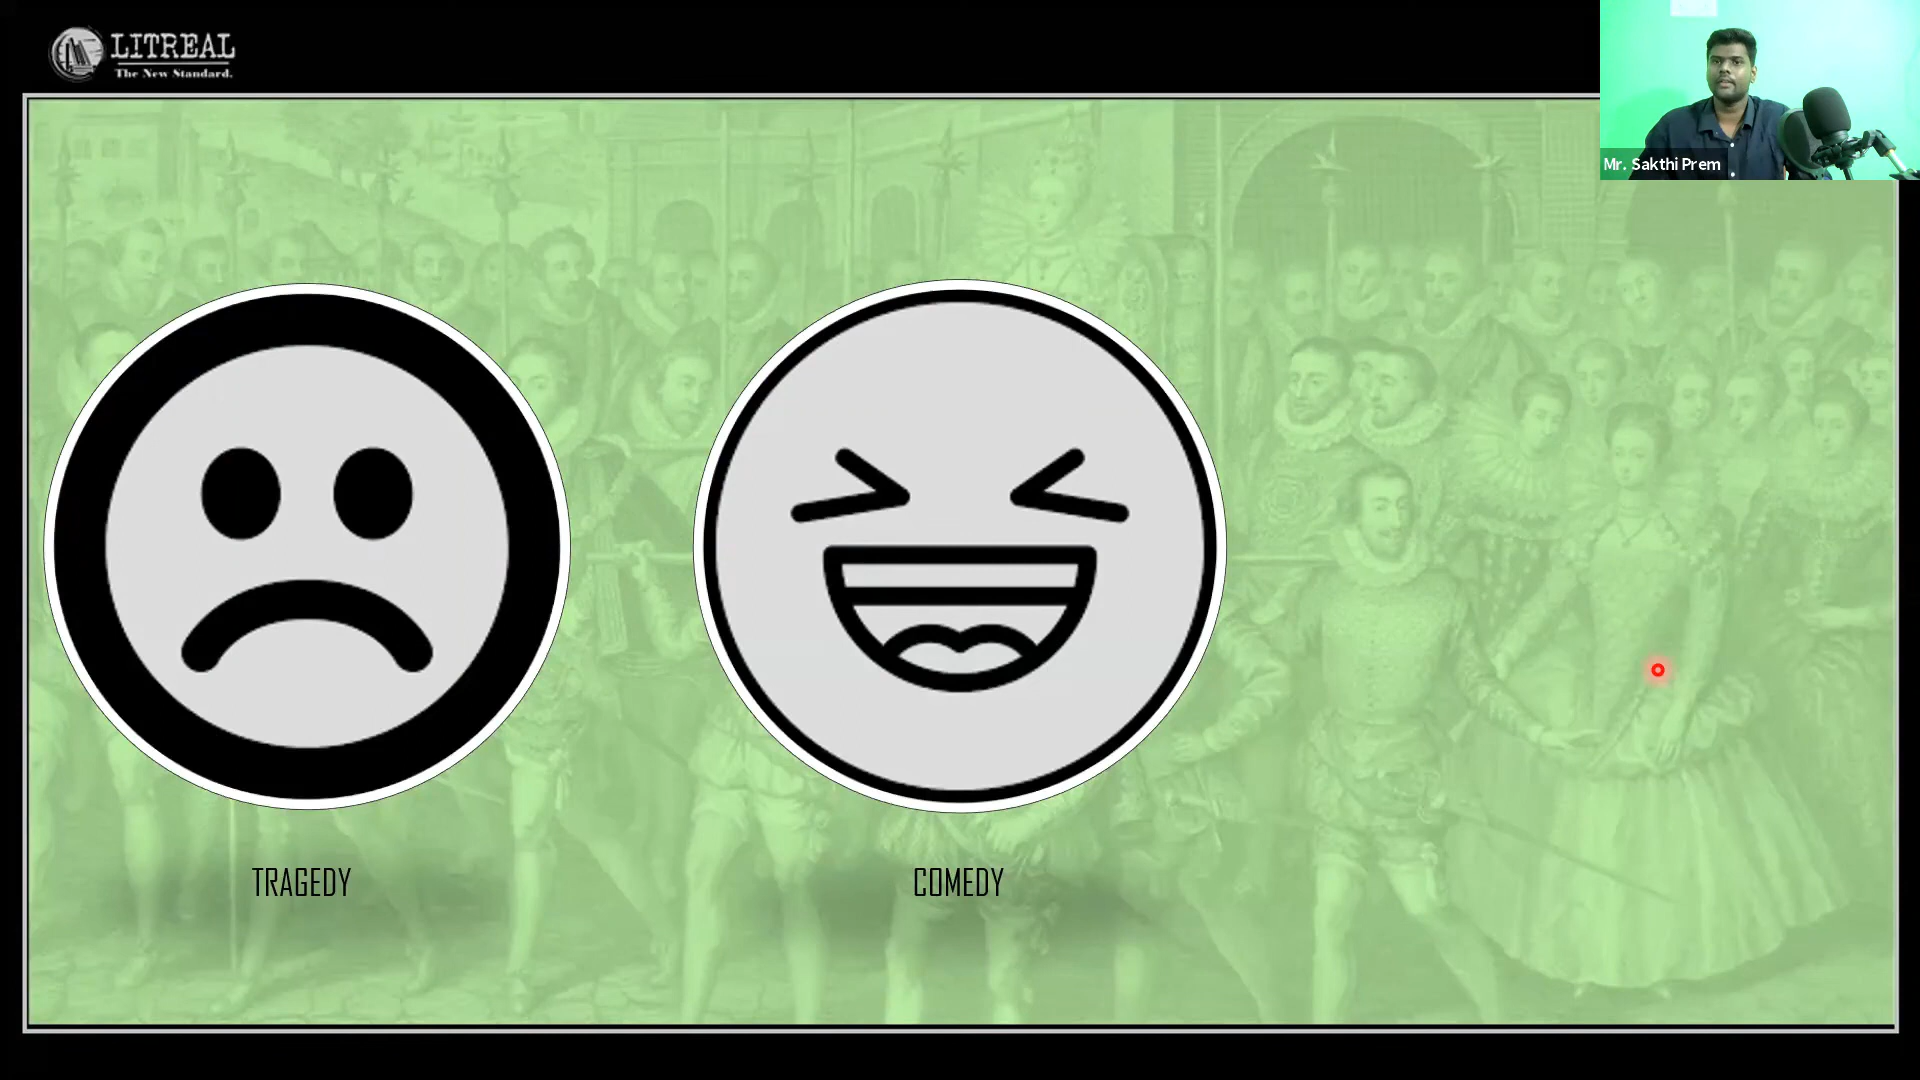 LITREAL
The New Standard.
Mr. Sakthi Prem
TRAGEDY
COMEDY